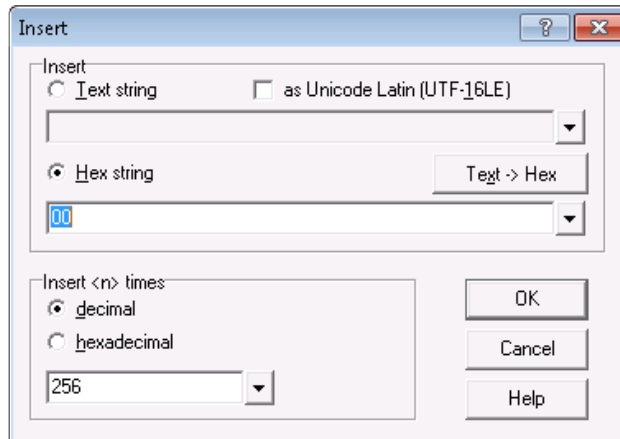 Insert
Insert
Text string as Unicode Latin (UTF-16LE)
Hex string Text -> Hex
00
Insert <n> times
decimal OK
hexadecimal Cancel
256 Help